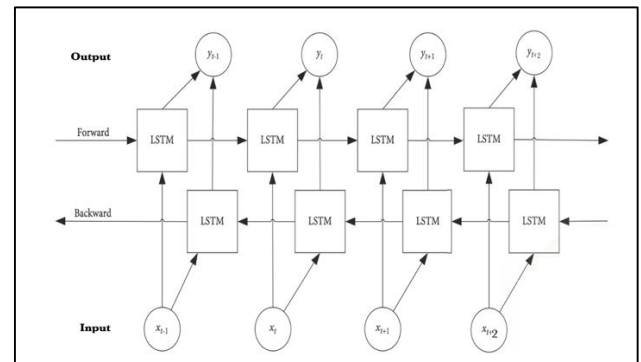 Output y_{t-1} y_t y_{t+1} y_{t+2}
Forward LSTM LSTM LSTM LSTM
Backward LSTM LSTM LSTM LSTM
Input x_{t-1} x_t x_{t+1} x_{t+2}